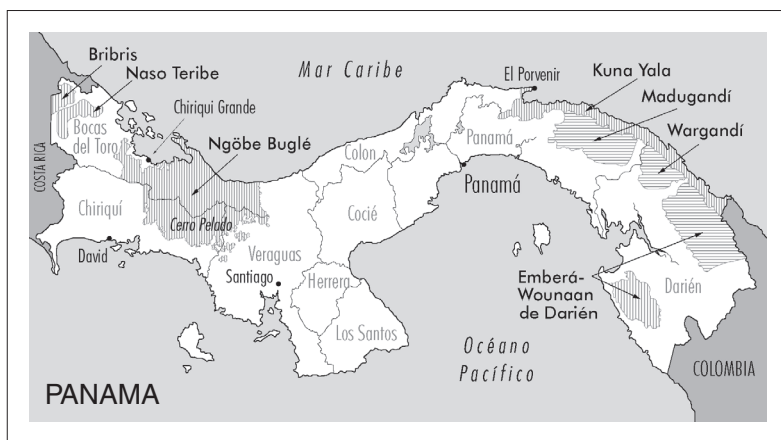 Bribris
Naso Teribe
Mar Caribe
El Porvenir
Kuna Yala
Madugandí
Wargandí
Chiriqui Grande
Bocas
del Toro
Ngöbe Buglé
Colon
Panamá
Panamá
COSTA RICA
Chiriquí
Cerro Pelado
Coclé
David
Veraguas
Santiago
Herrera
Los Santos
Emberá-
Wounaan
de Darién
Darién
Océano
Pacífico
COLOMBIA
PANAMA